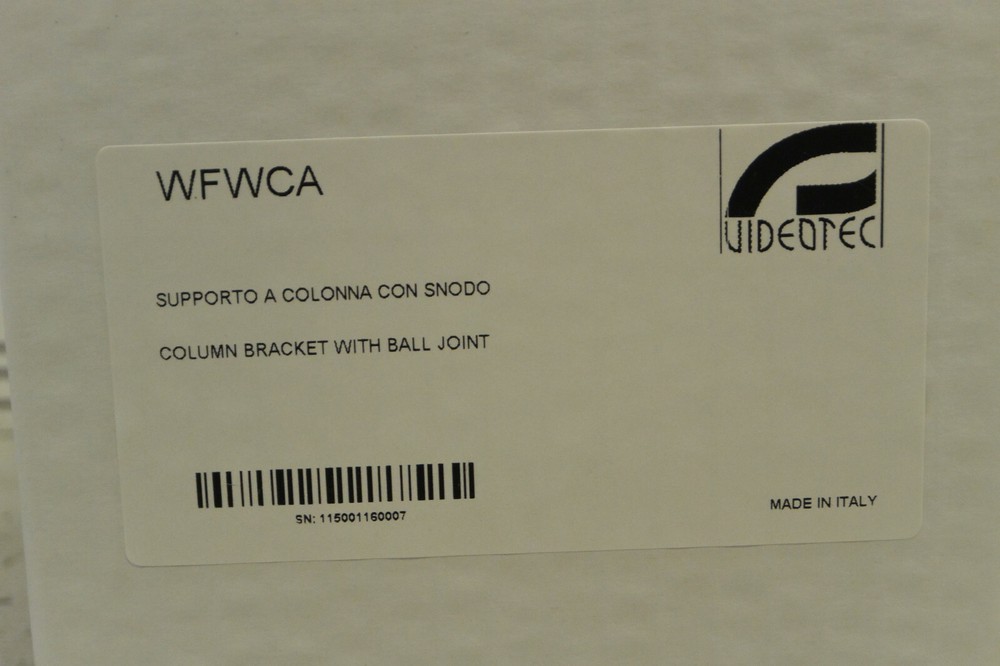 WFWCA
VIDEOTEC
SUPPORTO A COLONNA CON SNODO
COLUMN BRACKET WITH BALL JOINT
SN: 115001160007
MADE IN ITALY